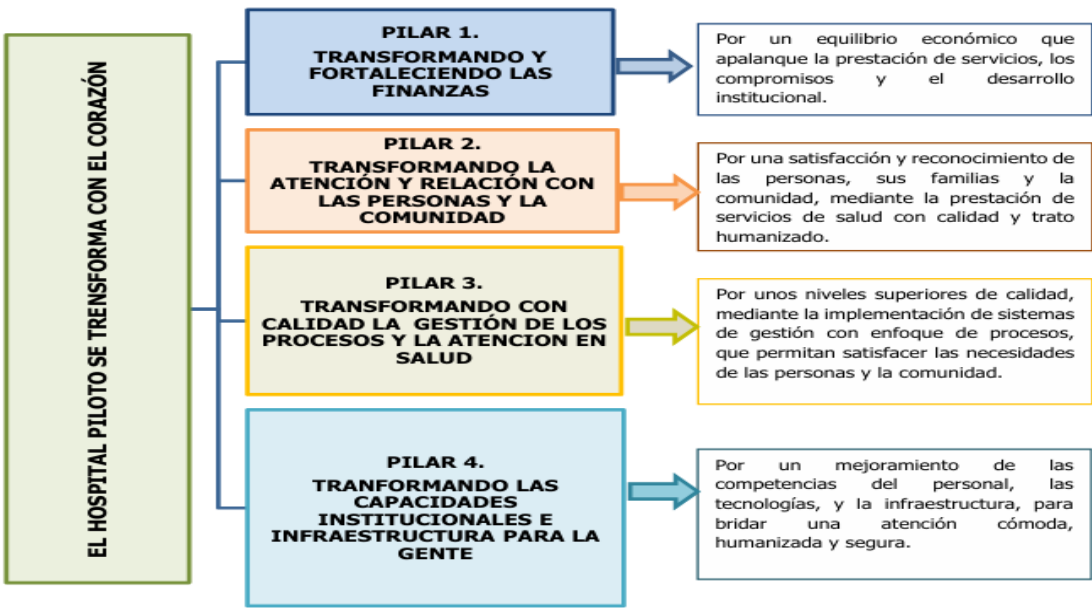 EL HOSPITAL PILOTO SE TRENSFORMA CON EL CORAZÓN
PILAR 1.
TRANSFORMANDO Y
FORTALECIENDO LAS
FINANZAS
Por un equilibrio económico que
apalanque la prestación de servicios, los
compromisos y el desarrollo
institucional.
PILAR 2.
TRANSFORMANDO LA
ATENCIÓN Y RELACIÓN CON
LAS PERSONAS Y LA
COMUNIDAD
Por una satisfacción y reconocimiento de
las personas, sus familias y la
comunidad, mediante la prestación de
servicios de salud con calidad y trato
humanizado.
PILAR 3.
TRANSFORMANDO CON
CALIDAD LA GESTIÓN DE LOS
PROCESOS Y LA ATENCION EN
SALUD
Por unos niveles superiores de calidad,
mediante la implementación de sistemas
de gestión con enfoque de procesos,
que permitan satisfacer las necesidades
de las personas y la comunidad.
PILAR 4.
TRANFORMANDO LAS
CAPACIDADES
INSTITUCIONALES E
INFRAESTRUCTURA PARA LA
GENTE
Por un mejoramiento de las
competencias del personal, las
tecnologías, y la infraestructura, para
bridar una atención cómoda,
humanizada y segura.